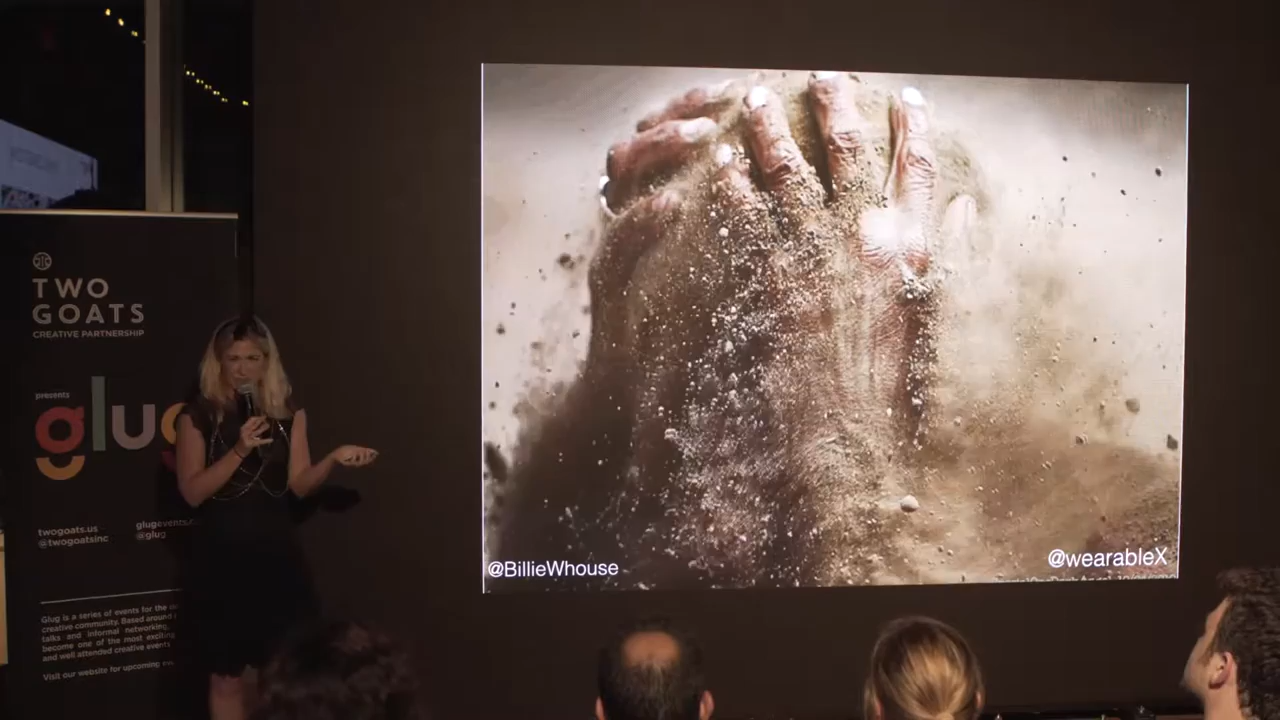 TWO
GOATS
CREATIVE PARTNERSHIP
presents
glug
twogoats.us
@twogoatsinc
glugevents.c
@glug
Glug is a series of events for the
creative community. Based around
talks and informal networking,
become one of the most exciting
and well attended creative events
Visit our website for upcoming
@BillieWhouse
@wearableX